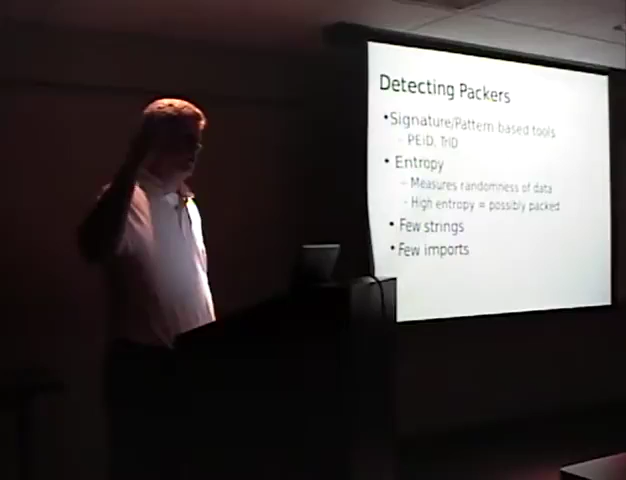 Detecting Packers
•Signature/Pattern based tools
- PEiD, TrID
• Entropy
- Measures randomness of data
- High entropy = possibly packed
• Few strings
• Few imports